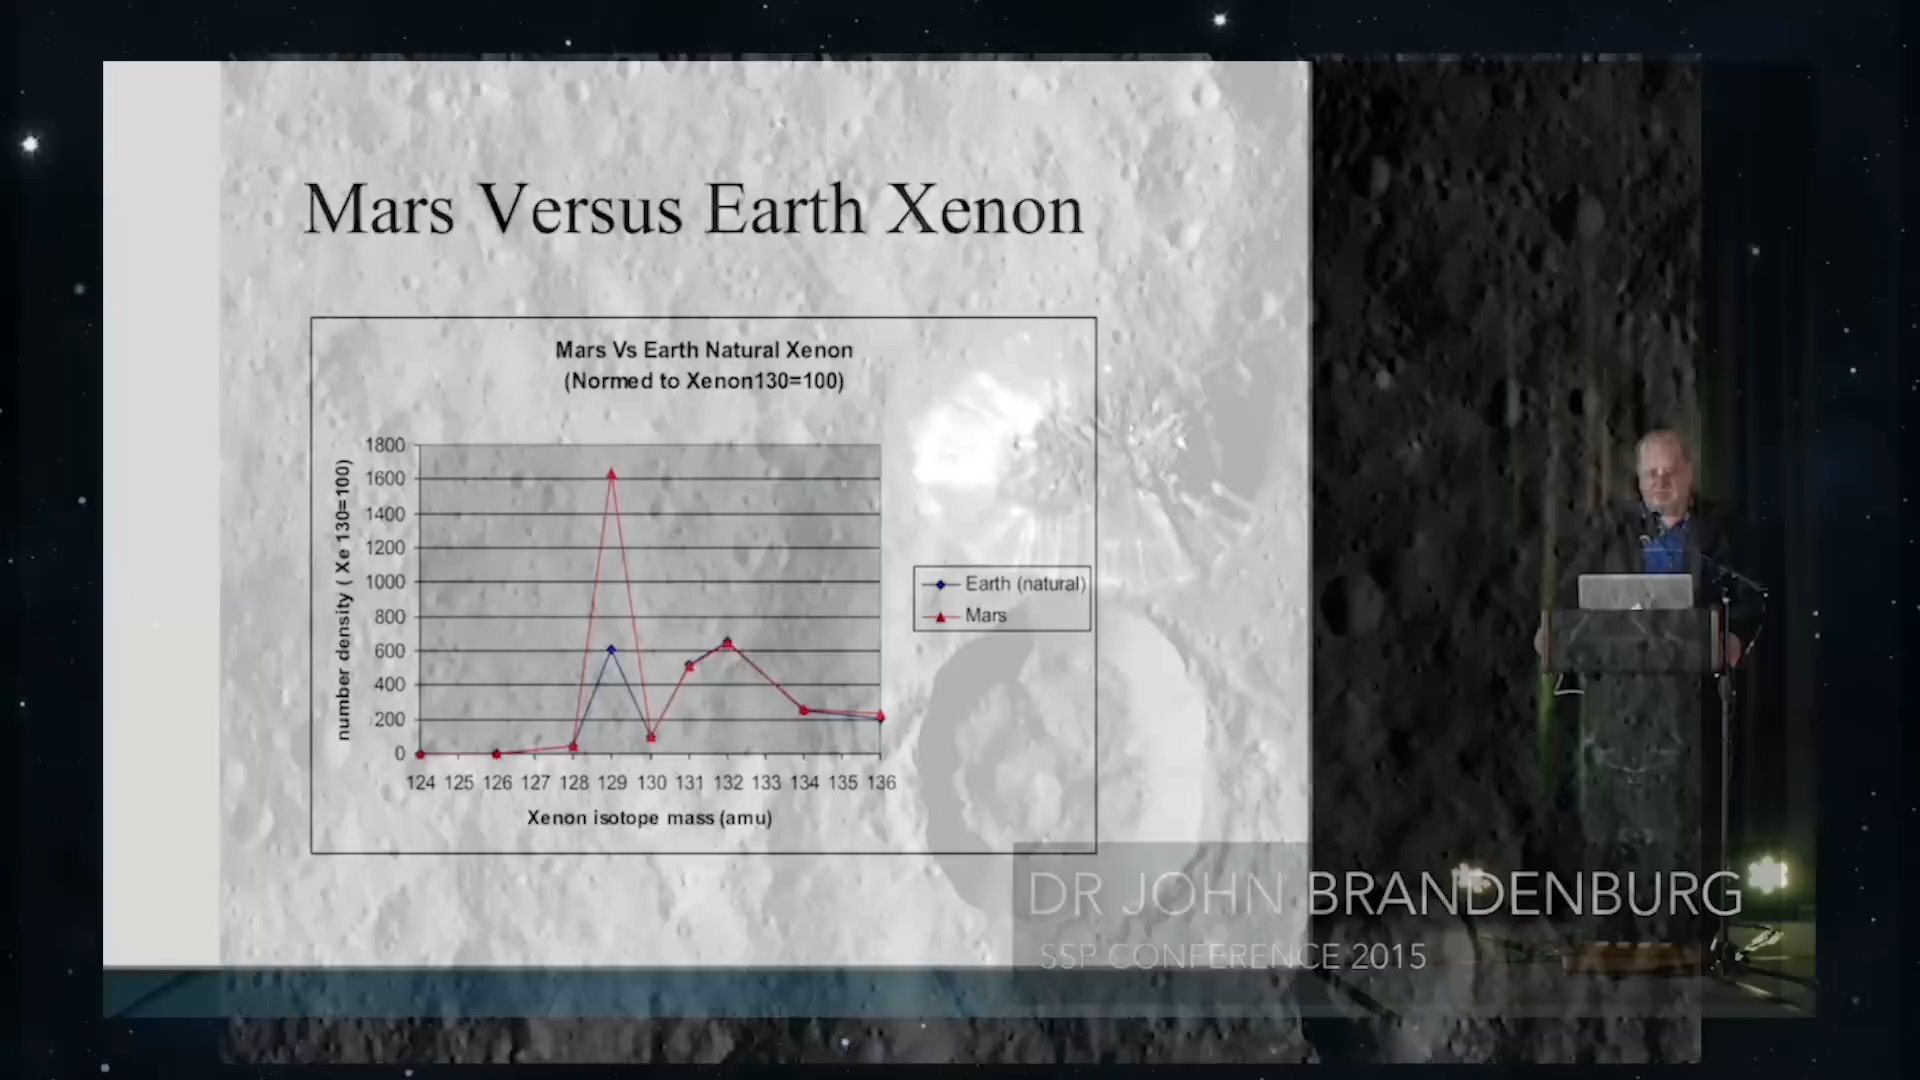 Mars Versus Earth Xenon
Mars Vs Earth Natural Xenon
(Normed to Xenon130=100)
number density ( Xe 130=100)
1800
1600
1400
1200
1000
800
600
400
200
0
124 125 126 127 128 129 130 131 132 133 134 135 136
Xenon isotope mass (amu)
Earth (natural)
Mars
DR JOHN BRANDENBURG
SSP CONFERENCE 2015